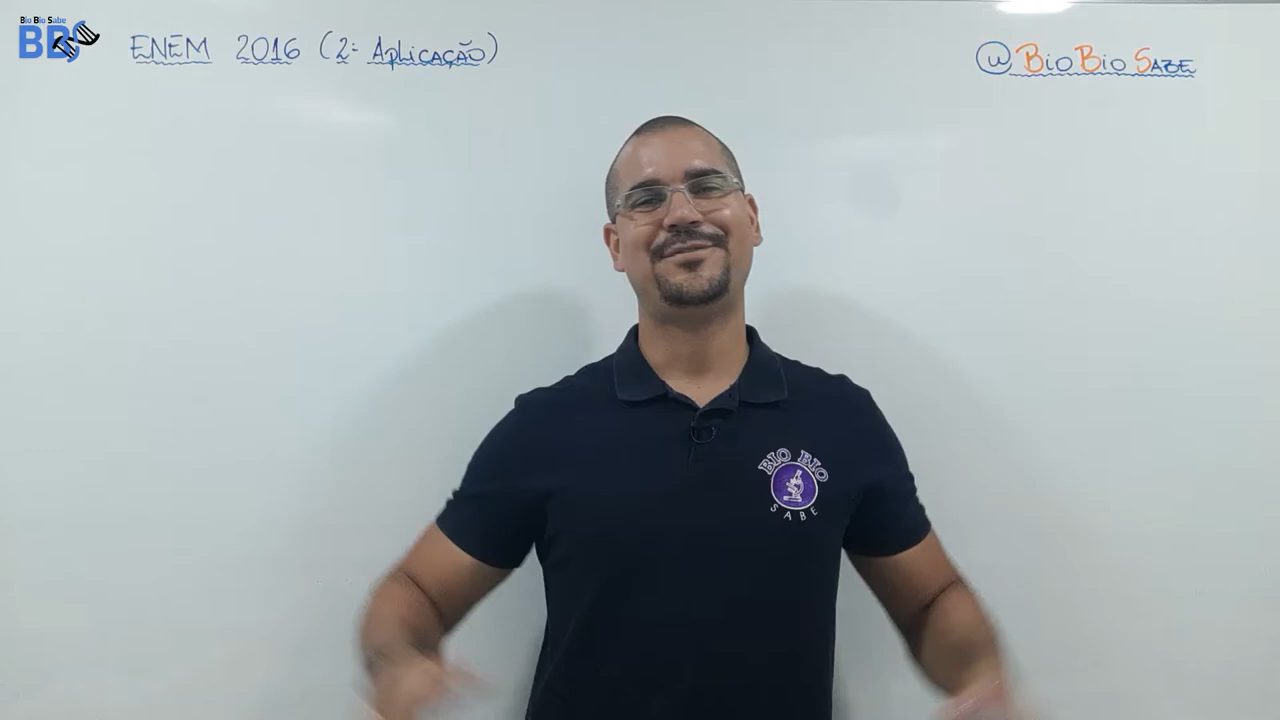 Bio Bio Sabe
BBS
ENEM 2016 (2ª Aplicação)
@BioBioSabe
BIO BIO
SABE